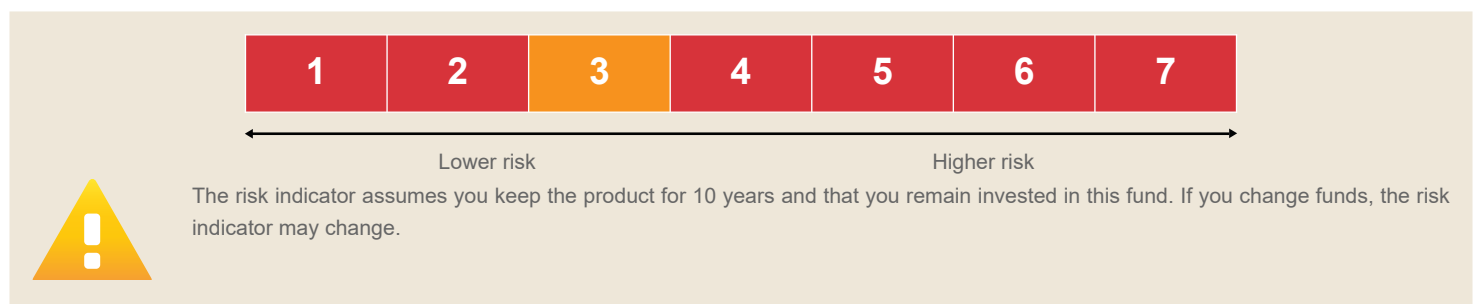 1 2 3 4 5 6 7
Lower risk Higher risk
The risk indicator assumes you keep the product for 10 years and that you remain invested in this fund. If you change funds, the risk
indicator may change.